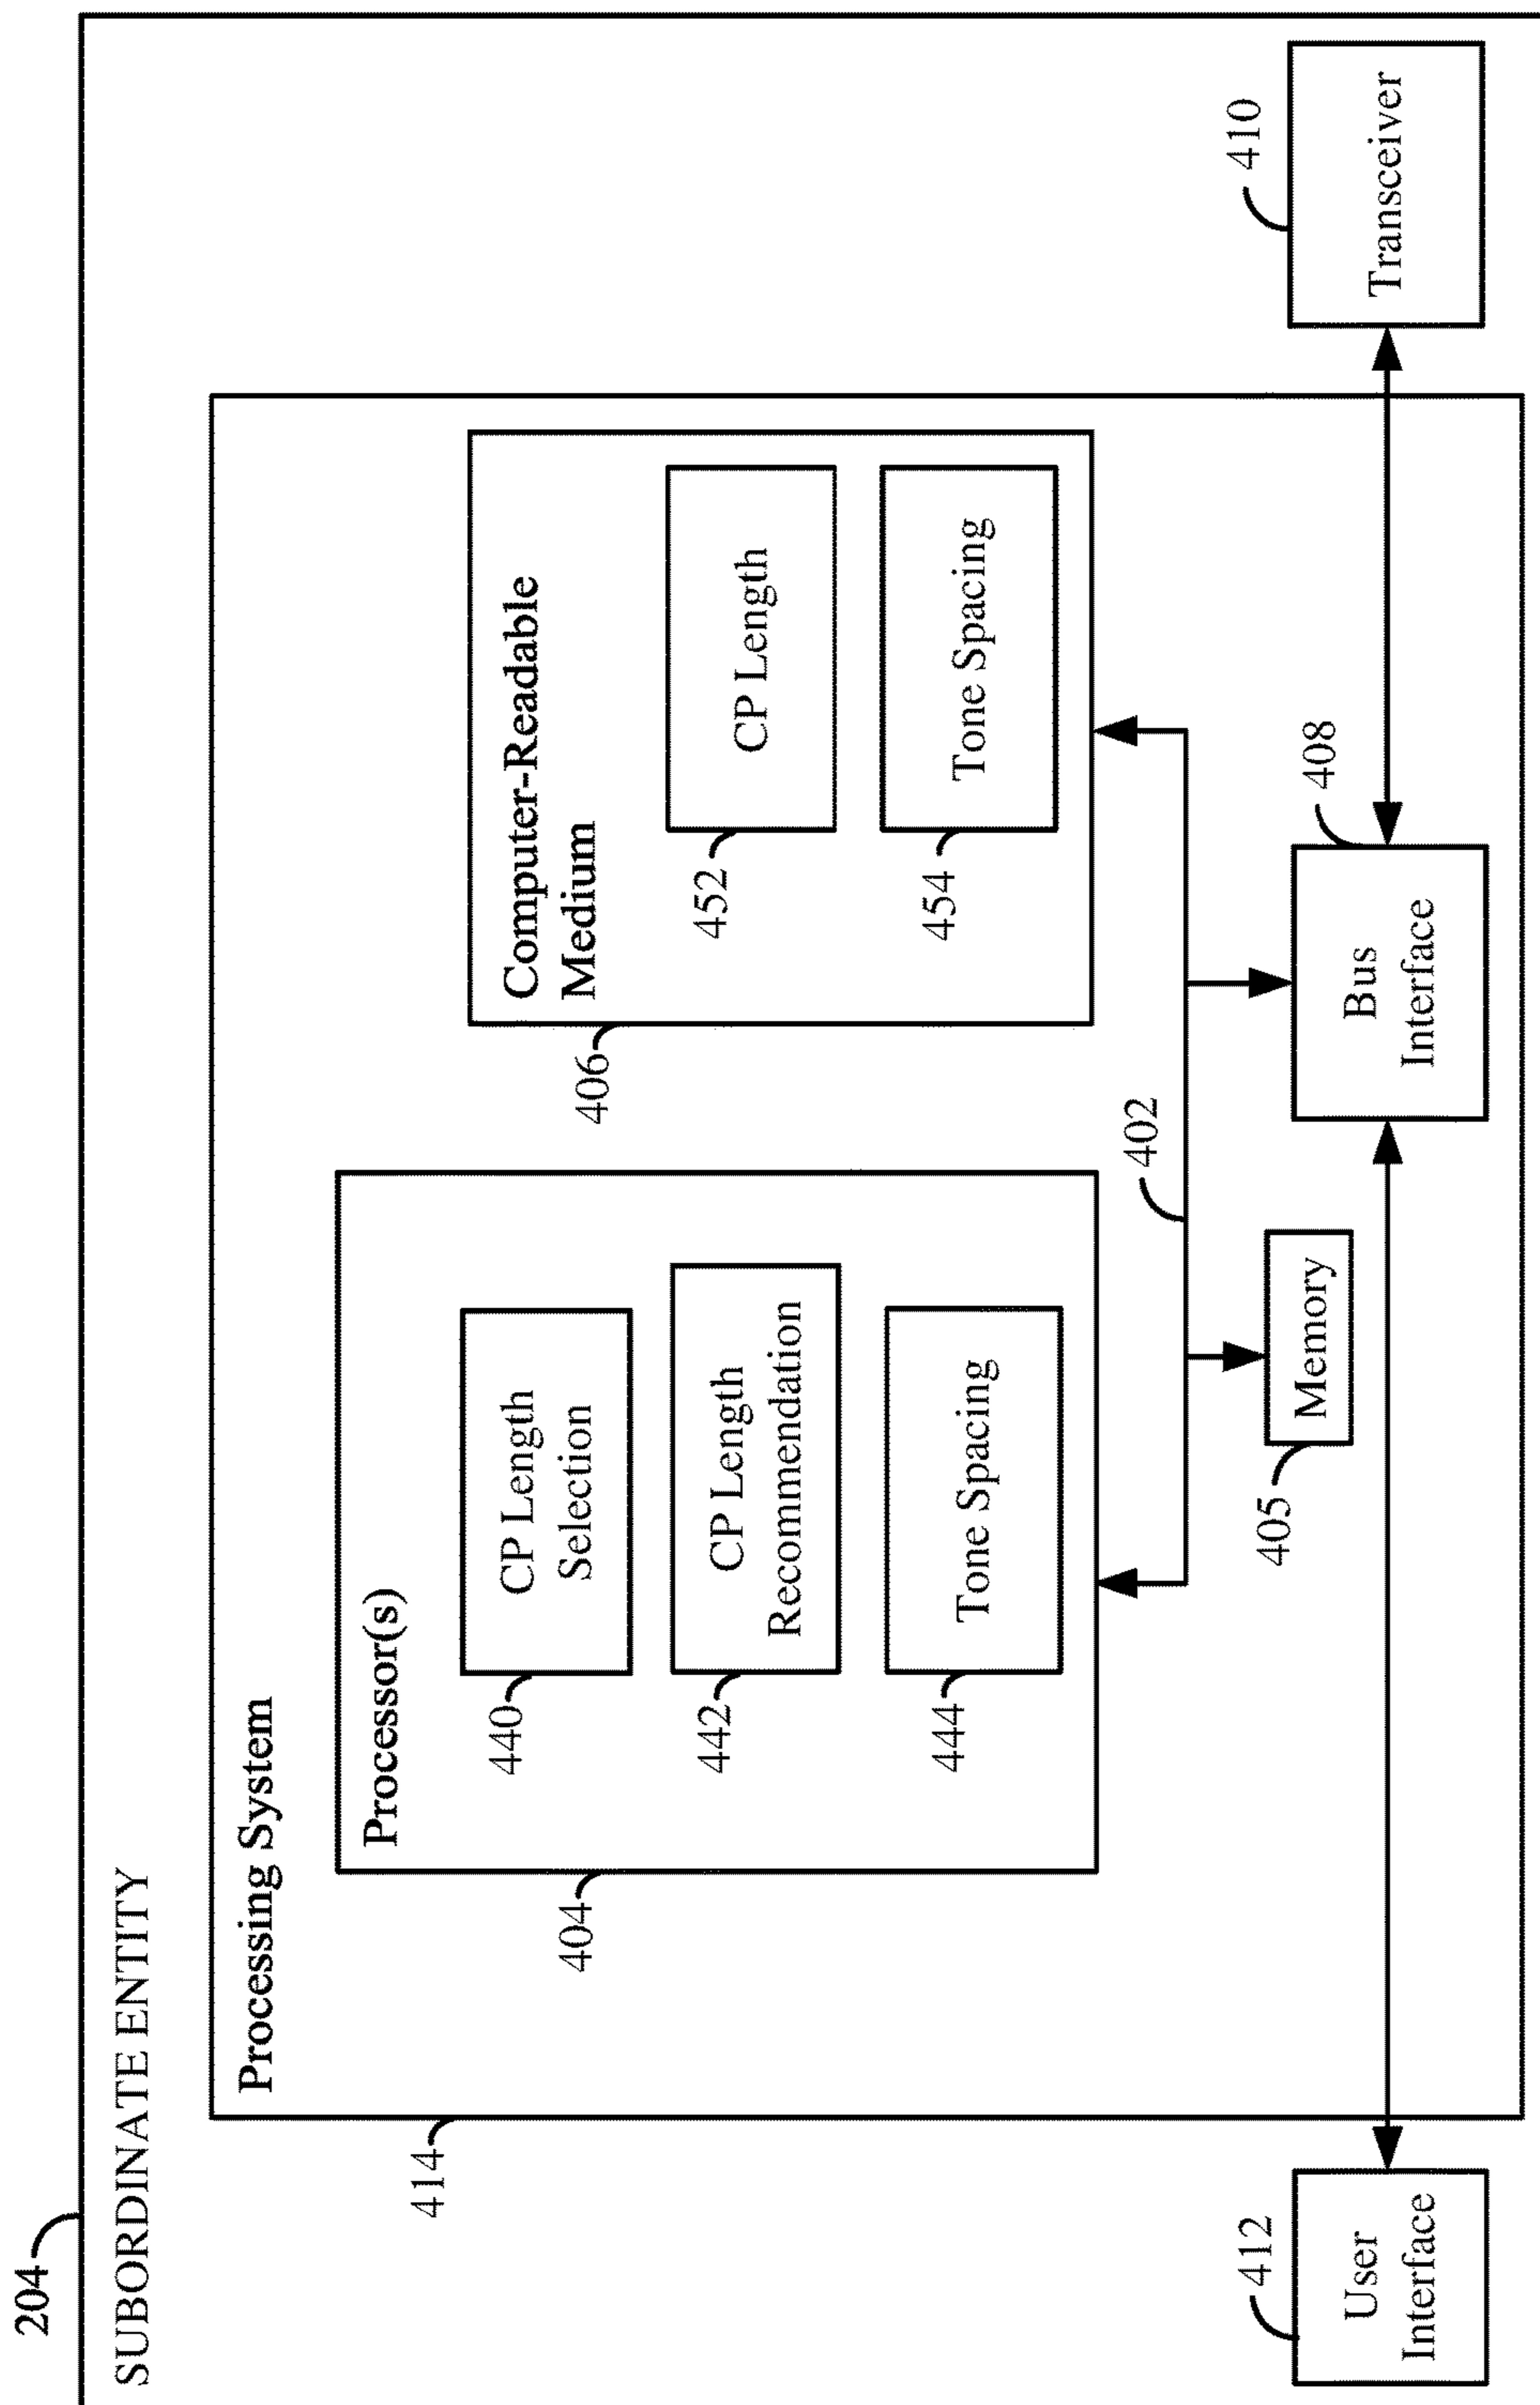 204
SUBORDINATE ENTITY
414
Processing System
404
Processor(s)
440
CP Length
Selection
442
CP Length
Recommendation
444
Tone Spacing
406
Computer-Readable
Medium
452
CP Length
454
Tone Spacing
402
405
Memory
408
Bus
Interface
412
User
Interface
410
Transceiver